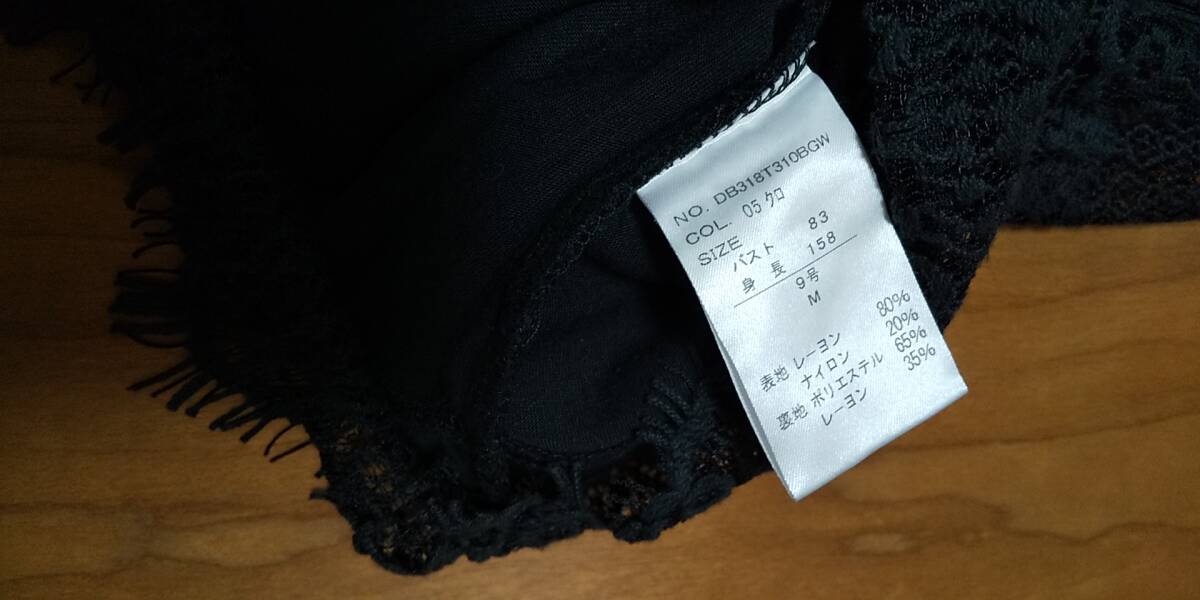 NO. DB318T310BGW
COL. 05 クロ
SIZE
バスト 83
身長 158
9号
M
表地 レーヨン 80%
ナイロン 20%
裏地 ポリエステル 65%
レーヨン 35%